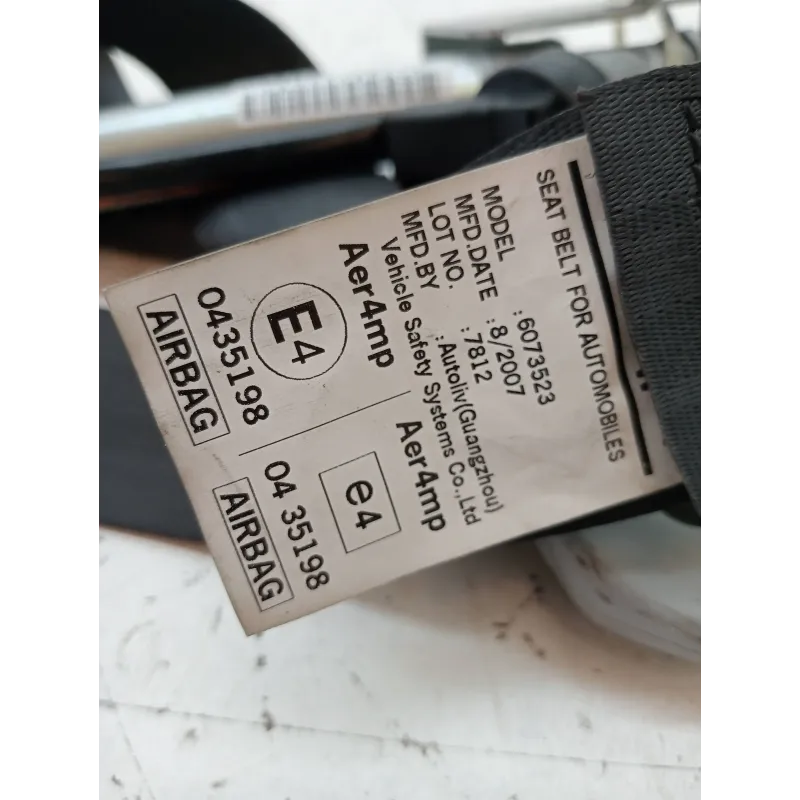 SEAT BELT FOR AUTOMOBILES
MODEL :6073523
MFD.DATE :8/2007
LOT NO. :7812
MFD.BY :Autoliv(Guangzhou)
Vehicle Safety Systems Co.,Ltd
Aer4mp
E4
0435198
AIRBAG
Aer4mp
e4
04 35198
AIRBAG